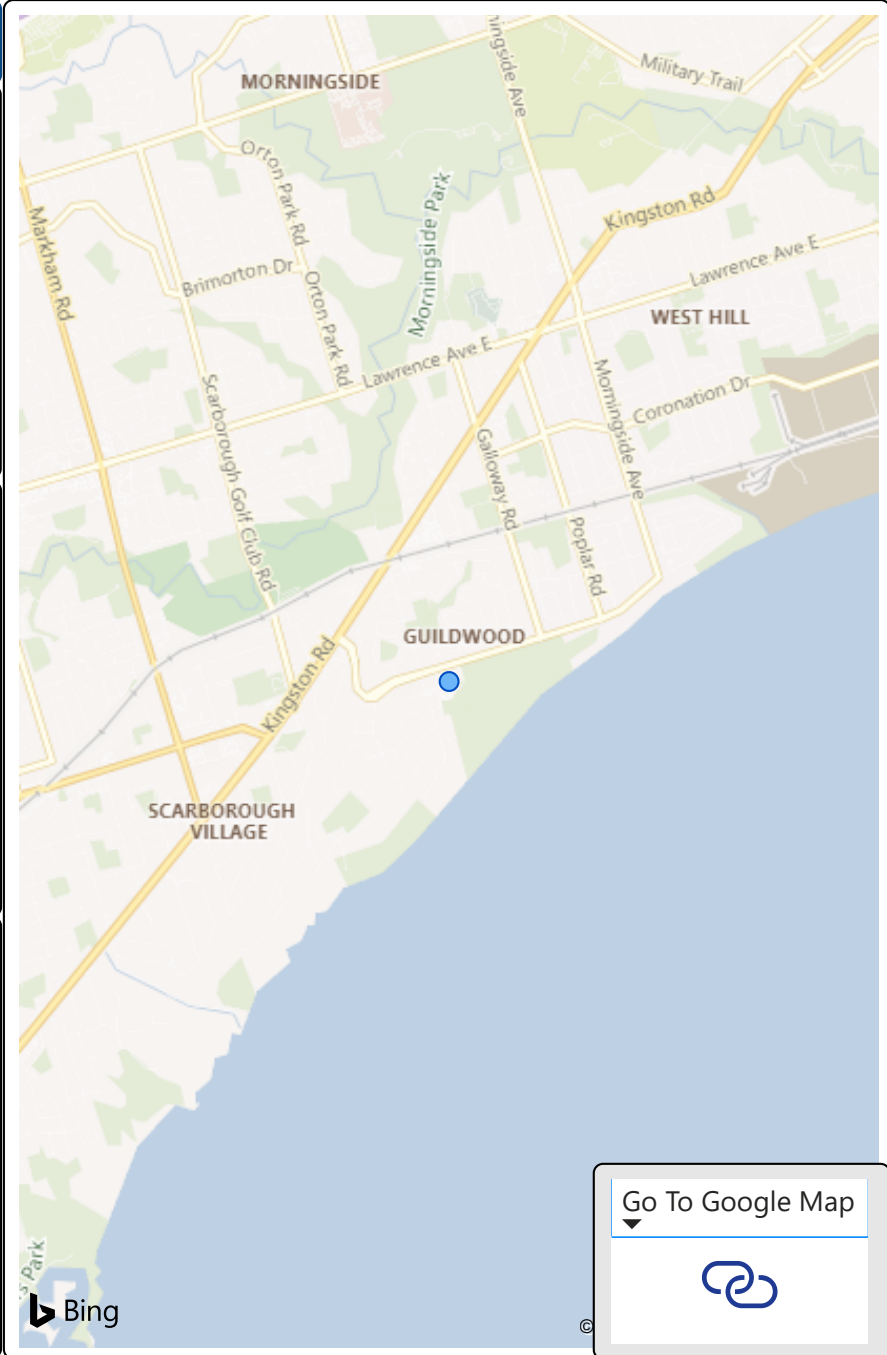 MORNINGSIDE
ningside Ave
Military Trail
Orton Park Rd
Morningside Park
Kingston Rd
Markham Rd
Lawrence Ave E
Brimorton Dr
Orton Park Rd
WEST HILL
Lawrence Ave E
Scarborough Golf Club Rd
Morningside Ave
Coronation Dr
Galloway Rd
Poplar Rd
GUILDWOOD
Kingston Rd
SCARBOROUGH
VILLAGE
s Park
Bing
©
Go To Google Map